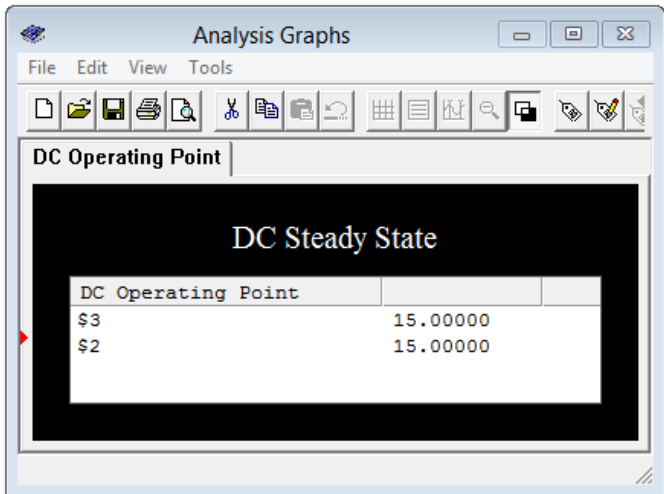 Analysis Graphs
File Edit View Tools
DC Operating Point
DC Steady State
DC Operating Point
$3 15.00000
$2 15.00000